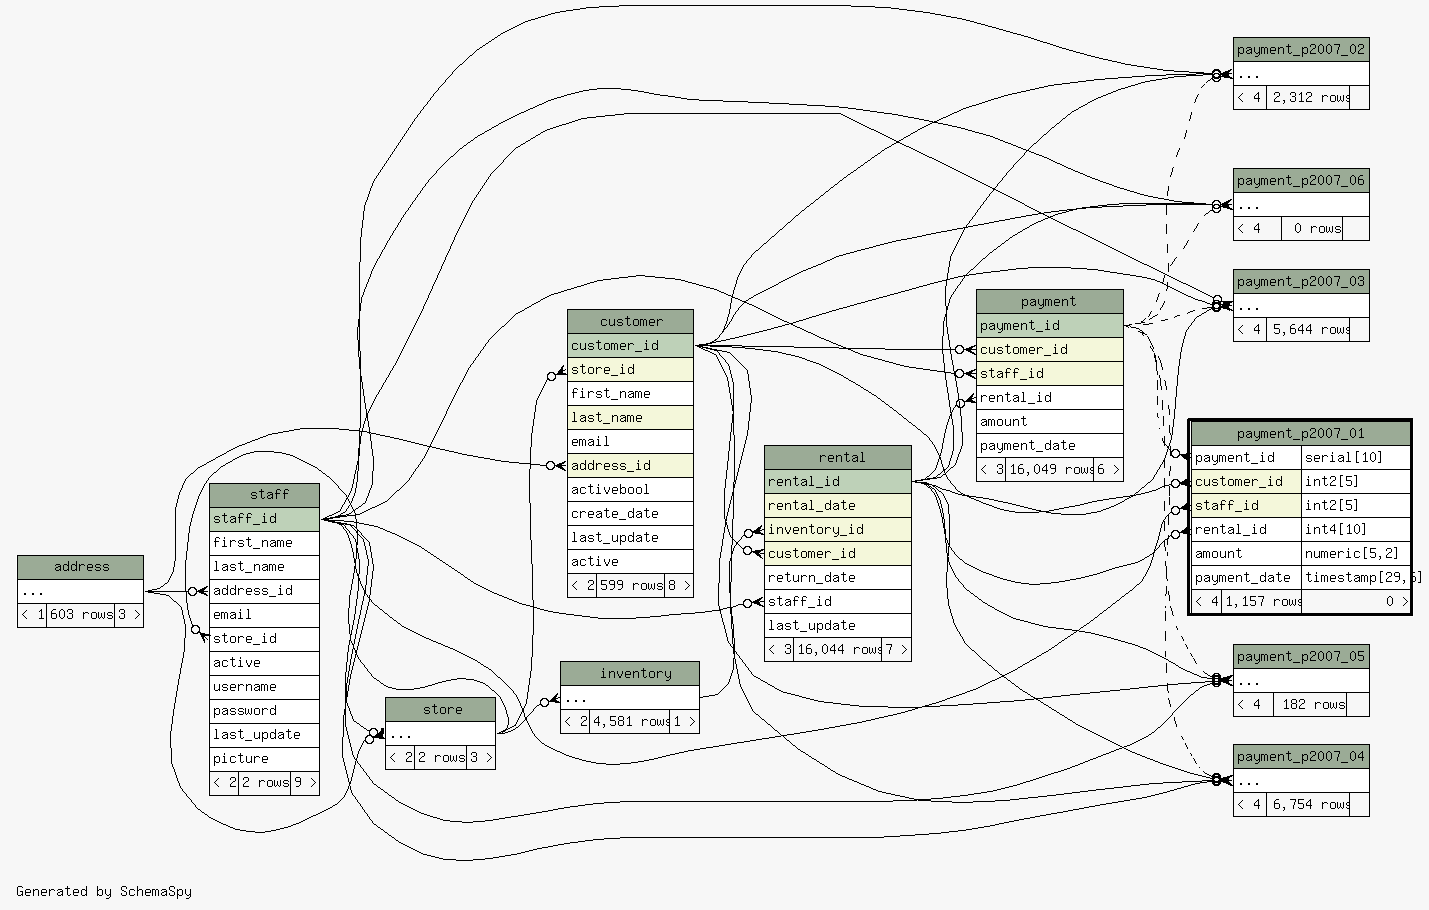 payment_p2007_02
...
< 4 2,312 rows
payment_p2007_06
...
< 4 0 rows
payment_p2007_03
...
< 4 5,644 rows
payment
payment_id
customer_id
staff_id
rental_id
amount
payment_date
< 3 16,049 rows 6 >
customer
customer_id
store_id
first_name
last_name
email
address_id
activebool
create_date
last_update
active
< 2 599 rows 8 >
payment_p2007_01
payment_id serial[10]
customer_id int2[5]
staff_id int2[5]
rental_id int4[10]
amount numeric[5,2]
payment_date timestamp[29,6]
< 4 1,157 rows 0 >
rental
rental_id
rental_date
inventory_id
customer_id
return_date
staff_id
last_update
< 3 16,044 rows 7 >
staff
staff_id
first_name
last_name
address_id
email
store_id
active
username
password
last_update
picture
< 2 2 rows 9 >
address
...
< 1 603 rows 3 >
inventory
...
< 2 4,581 rows 1 >
store
...
< 2 2 rows 3 >
payment_p2007_05
...
< 4 182 rows
payment_p2007_04
...
< 4 6,754 rows
Generated by SchemaSpy